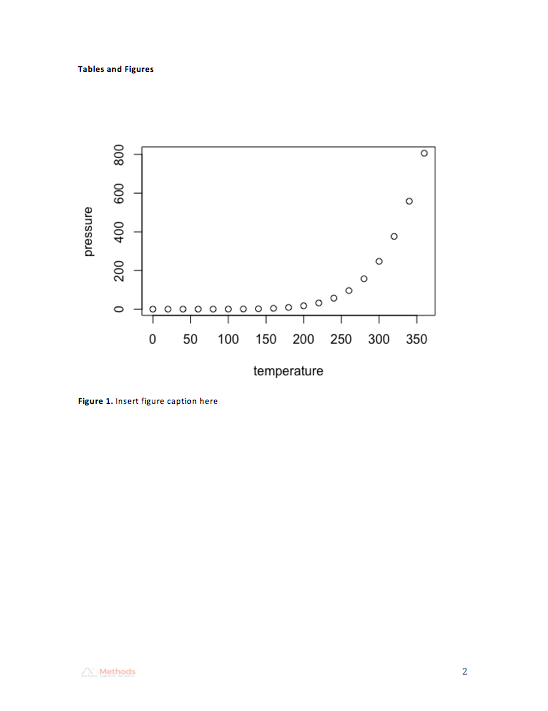 Tables and Figures
800
600
400
200
0
pressure
0 50 100 150 200 250 300 350
temperature
Figure 1. Insert figure caption here
Methods
2